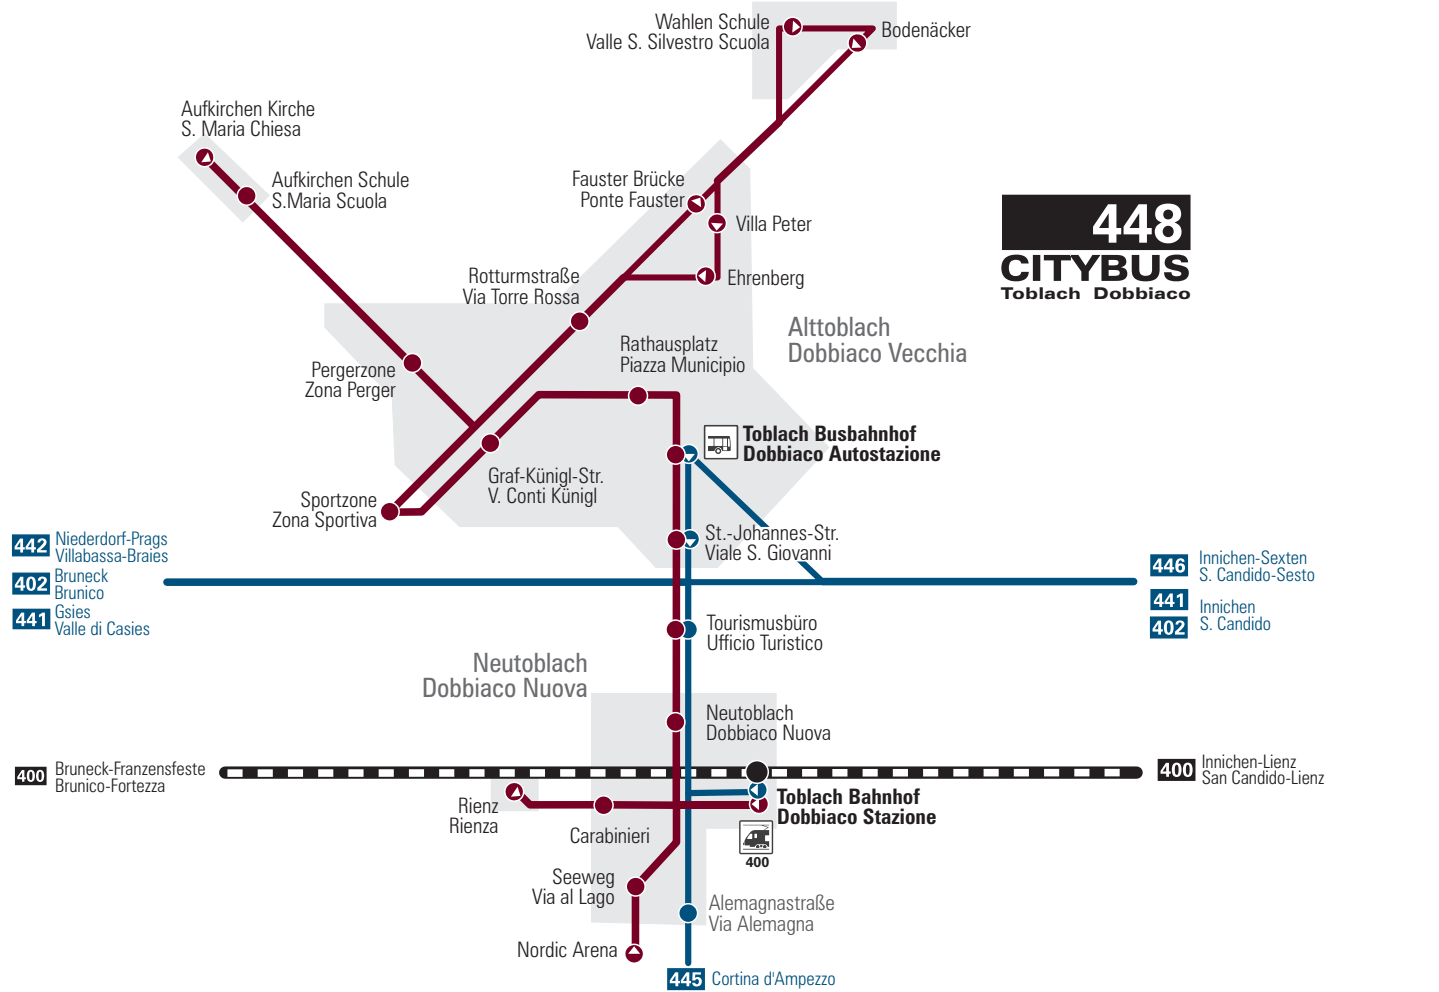 Wahlen Schule
Valle S. Silvestro Scuola
Bodenäcker
Aufkirchen Kirche
S. Maria Chiesa
Aufkirchen Schule
S.Maria Scuola
Fauster Brücke
Ponte Fauster
Villa Peter
448
CITYBUS
Toblach Dobbiaco
Rotturmstraße
Via Torre Rossa
Ehrenberg
Alttoblach
Dobbiaco Vecchia
Rathausplatz
Piazza Municipio
Pergerzone
Zona Perger
Toblach Busbahnhof
Dobbiaco Autostazione
Graf-Künigl-Str.
V. Conti Künigl
Sportzone
Zona Sportiva
St.-Johannes-Str.
Viale S. Giovanni
442 Niederdorf-Prags
Villabassa-Braies
402 Bruneck
Brunico
441 Gsies
Valle di Casies
446 Innichen-Sexten
S. Candido-Sesto
441
402
Innichen
S. Candido
Tourismusbüro
Ufficio Turistico
Neutoblach
Dobbiaco Nuova
Neutoblach
Dobbiaco Nuova
400 Bruneck-Franzensfeste
Brunico-Fortezza
400 Innichen-Lienz
San Candido-Lienz
Rienz
Rienza
Carabinieri
Toblach Bahnhof
Dobbiaco Stazione
400
Seeweg
Via al Lago
Alemagnastraße
Via Alemagna
Nordic Arena
445 Cortina d'Ampezzo